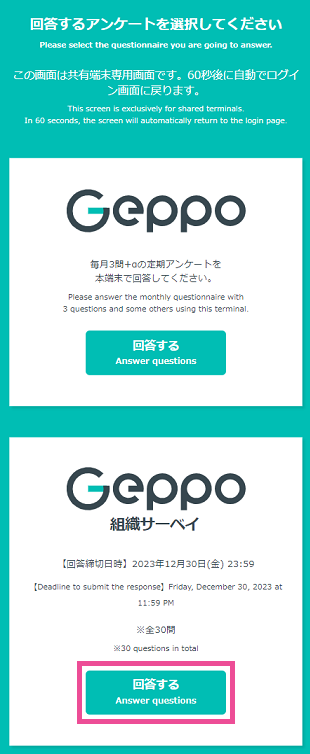 回答するアンケートを選択してください
Please select the questionnaire you are going to answer.
この画面は共有端末専用画面です。60秒後に自動でログイ
ン画面に戻ります。
This screen is exclusively for shared terminals.
In 60 seconds, the screen will automatically return to the login page.
Geppo
毎月3問+αの定期アンケートを
本端末で回答してください。
Please answer the monthly questionnaire with
3 questions and some others using this terminal.
回答する
Answer questions
Geppo
組織サーベイ
【回答締切日時】2023年12月30日(金) 23:59
【Deadline to submit the response】Friday, December 30, 2023 at
11:59 PM
※全30問
※30 questions in total
回答する
Answer questions